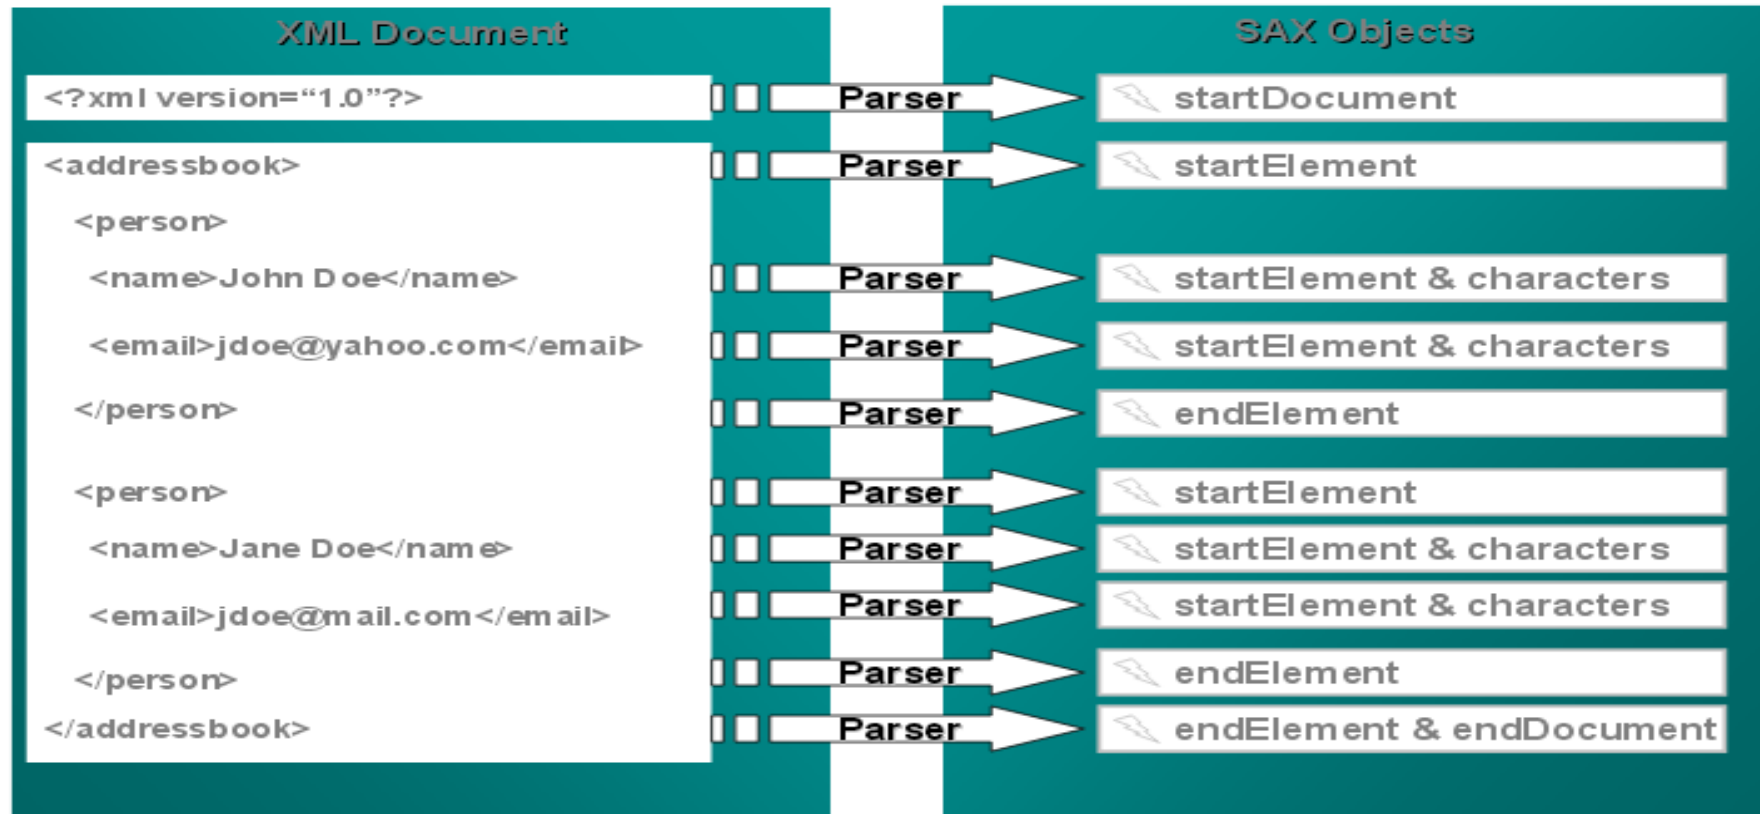 XML Document
SAX Objects
<?xml version=“1.0”?>
Parser
startDocument
<addressbook>
Parser
startElement
<person>
<name>John Doe</name>
Parser
startElement & characters
<email>jdoe@yahoo.com</email>
Parser
startElement & characters
</person>
Parser
endElement
<person>
Parser
startElement
<name>Jane Doe</name>
Parser
startElement & characters
<email>jdoe@mail.com</email>
Parser
startElement & characters
</person>
Parser
endElement
</addressbook>
Parser
endElement & endDocument